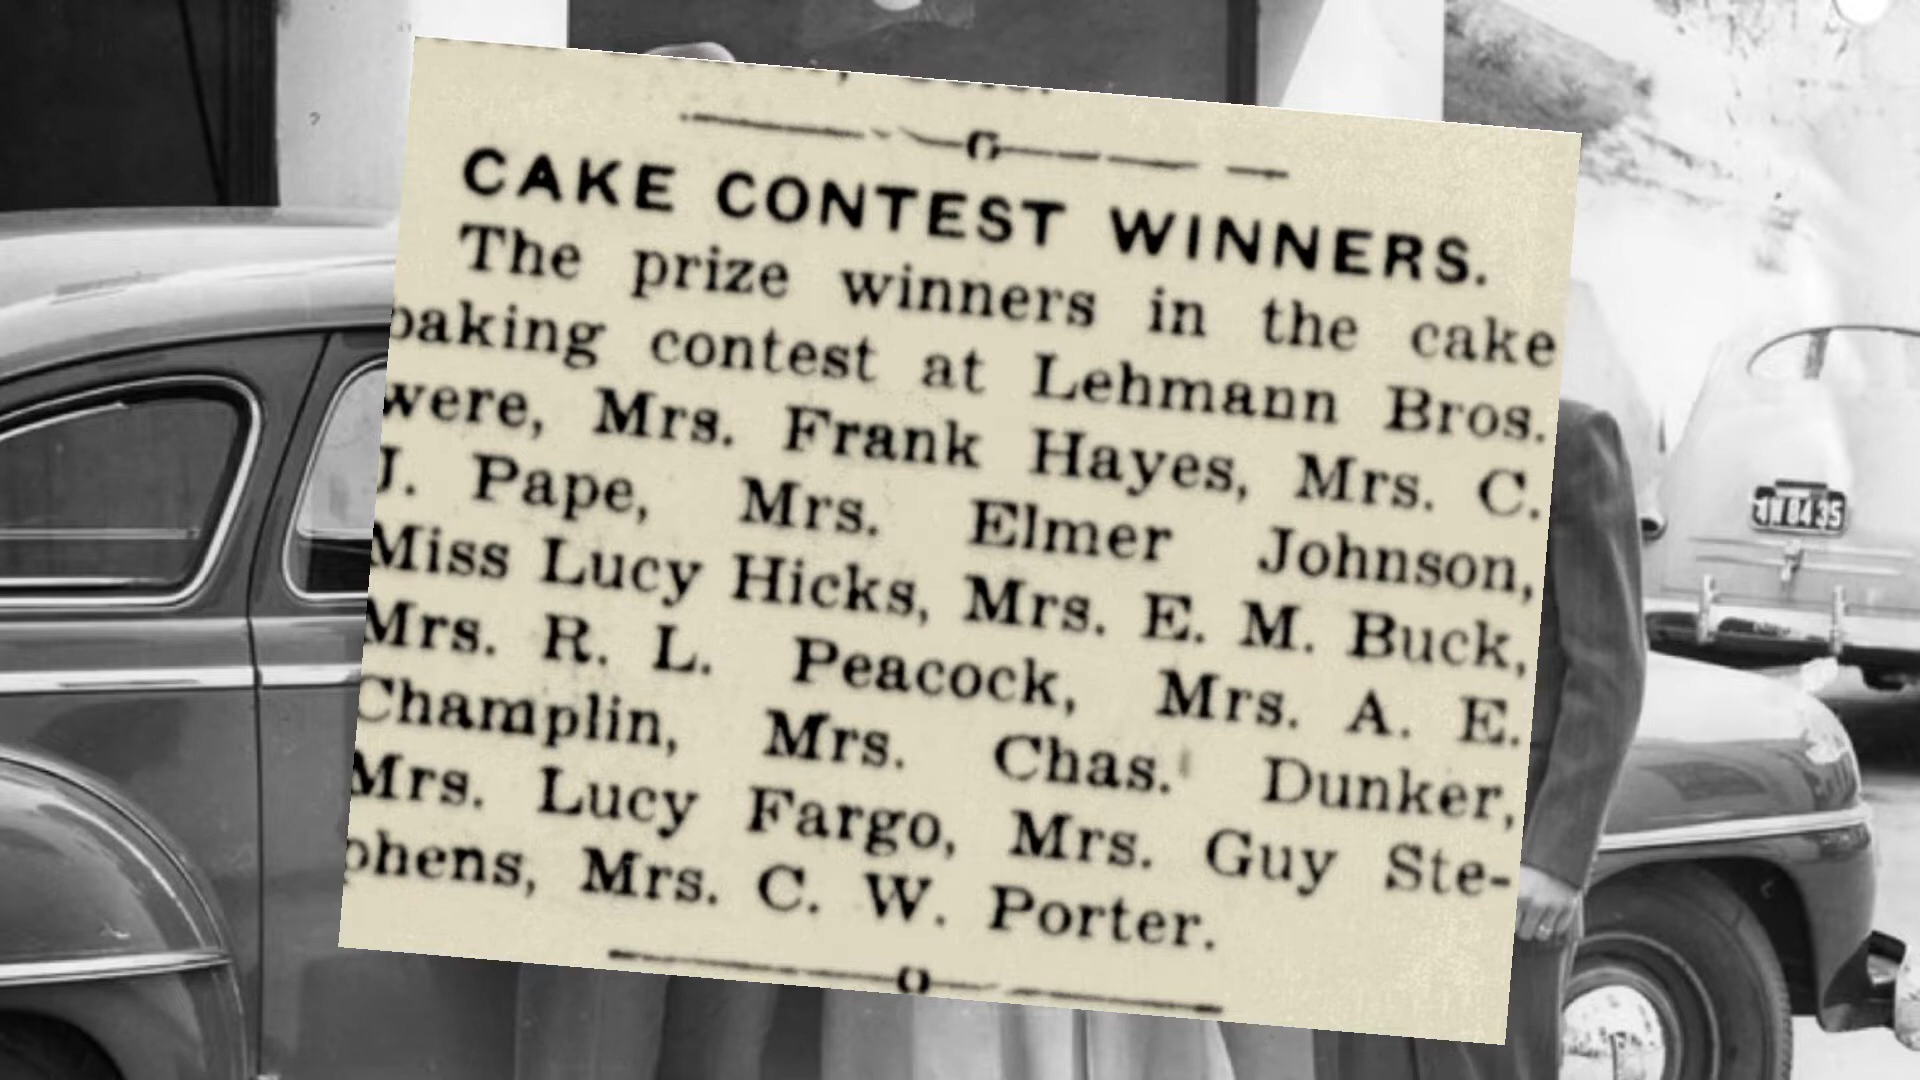 CAKE CONTEST WINNERS.
The prize winners in the cake
baking contest at Lehmann Bros.
were, Mrs. Frank Hayes, Mrs. C.
J. Pape, Mrs. Elmer Johnson,
Miss Lucy Hicks, Mrs. E. M. Buck,
Mrs. R. L. Peacock, Mrs. A. E.
Champlin, Mrs. Chas. Dunker,
Mrs. Lucy Fargo, Mrs. Guy Ste-
phens, Mrs. C. W. Porter.